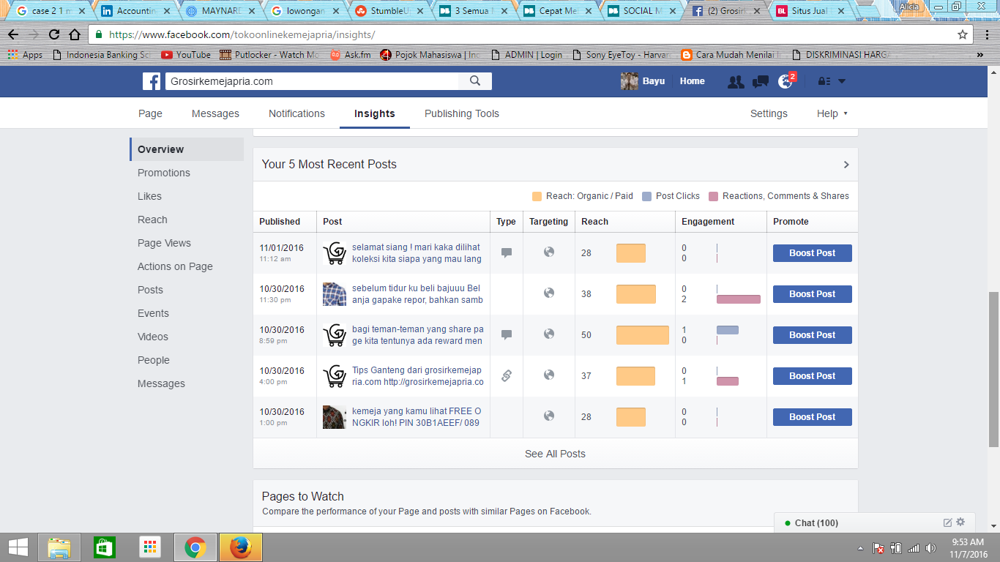 case 2 1 m
Accountin
MAYNARD
lowongan
StumbleU
3 Semua
Cepat Me
SOCIAL M
(2) Grosir
Situs Jual
Alicia
https://www.facebook.com/tokoonlinekemejapria/insights/
Apps
Indonesia Banking Sc
YouTube
Putlocker - Watch Mo
Ask.fm
Pojok Mahasiswa | In
ADMIN | Login
Sony EyeToy - Harvar
Cara Mudah Menilai
DISKRIMINASI HARGA
»
Grosirkemejapria.com
Bayu
Home
2
Page
Messages
Notifications
Insights
Publishing Tools
Settings
Help
Overview
Promotions
Likes
Reach
Page Views
Actions on Page
Posts
Events
Videos
People
Messages
Your 5 Most Recent Posts
Reach: Organic / Paid
Post Clicks
Reactions, Comments & Shares
Published Post Type Targeting Reach Engagement Promote
11/01/2016
11:12 am
selamat siang ! mari kaka dilihat
koleksi kita siapa yang mau lang
28
0
0
Boost Post
10/30/2016
11:30 pm
sebelum tidur ku beli bajuuu Bel
anja gapake repor, bahkan samb
38
0
2
Boost Post
10/30/2016
8:59 pm
bagi teman-teman yang share pa
ge kita tentunya ada reward men
50
1
0
Boost Post
10/30/2016
4:00 pm
Tips Ganteng dari grosirkemejap
ria.com http://grosirkemejapria.co
37
0
1
Boost Post
10/30/2016
1:00 pm
kemeja yang kamu lihat FREE O
NGKIR loh! PIN 30B1AEEF/ 089
28
0
0
Boost Post
See All Posts
Pages to Watch
Compare the performance of your Page and posts with similar Pages on Facebook.
Chat (100)
9:53 AM
11/7/2016